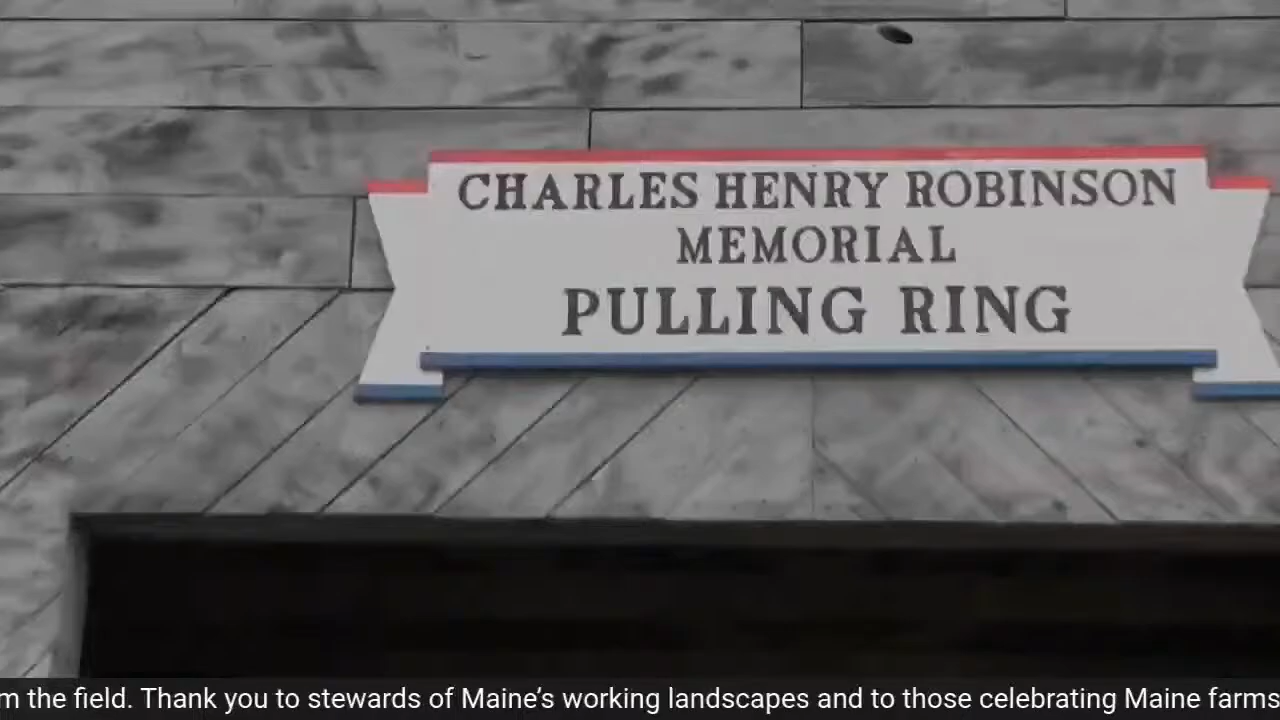 CHARLES HENRY ROBINSON
MEMORIAL
PULLING RING
the field. Thank you to stewards of Maine’s working landscapes and to those celebrating Maine farms